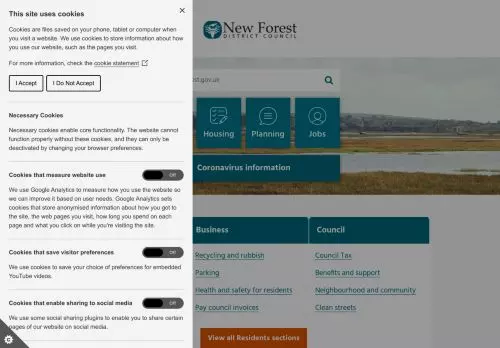 This site uses cookies
Cookies are files saved on your phone, tablet or computer when
you visit a website. We use cookies to store information about how
you use our website, such as the pages you visit.
For more information, check the cookie statement
I Accept
I Do Not Accept
Necessary Cookies
Necessary cookies enable core functionality. The website cannot
function properly without these cookies, and they can only be
deactivated by changing your browser preferences.
Cookies that measure website use
Off
We use Google Analytics to measure how you use the website so
we can improve it based on user needs. Google Analytics sets
cookies that store anonymised information about how you got to
the site, the web pages you visit, how long you spend on each
page and what you click on while you're visiting the site.
Cookies that save visitor preferences
Off
We use cookies to save your choice of preferences for embedded
YouTube videos.
Cookies that enable sharing to social media
Off
We use some social sharing plugins to enable you to share certain
pages of our website on social media.
New Forest
DISTRICT COUNCIL
st.gov.uk
Housing
Planning
Jobs
Coronavirus information
Business
Council
Recycling and rubbish
Council Tax
Parking
Benefits and support
Health and safety for residents
Neighbourhood and community
Pay council invoices
Clean streets
View all Residents sections